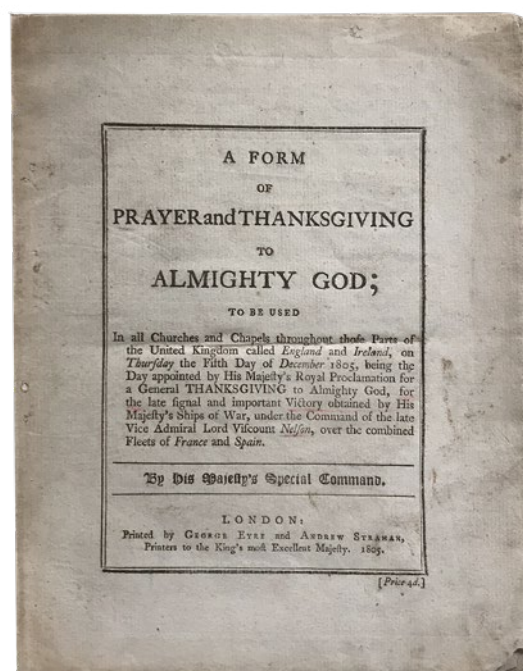 A FORM
OF
PRAYER and THANKSGIVING
TO
ALMIGHTY GOD;
TO BE USED
In all Churches and Chapels throughout thoſe Parts of
the United Kingdom called England and Ireland, on
Thurſday the Fifth Day of December 1805, being the
Day appointed by His Majeſty's Royal Proclamation for
a General THANKSGIVING to Almighty God, for
the late ſignal and important Victory obtained by His
Majeſty's Ships of War, under the Command of the late
Vice Admiral Lord Viſcount Nelſon, over the combined
Fleets of France and Spain.
By His Majeſty's Special Command.
LONDON:
Printed by GEORGE EYRE and ANDREW STRAHAN,
Printers to the King's moſt Excellent Majeſty. 1805.
[Price 4d.]